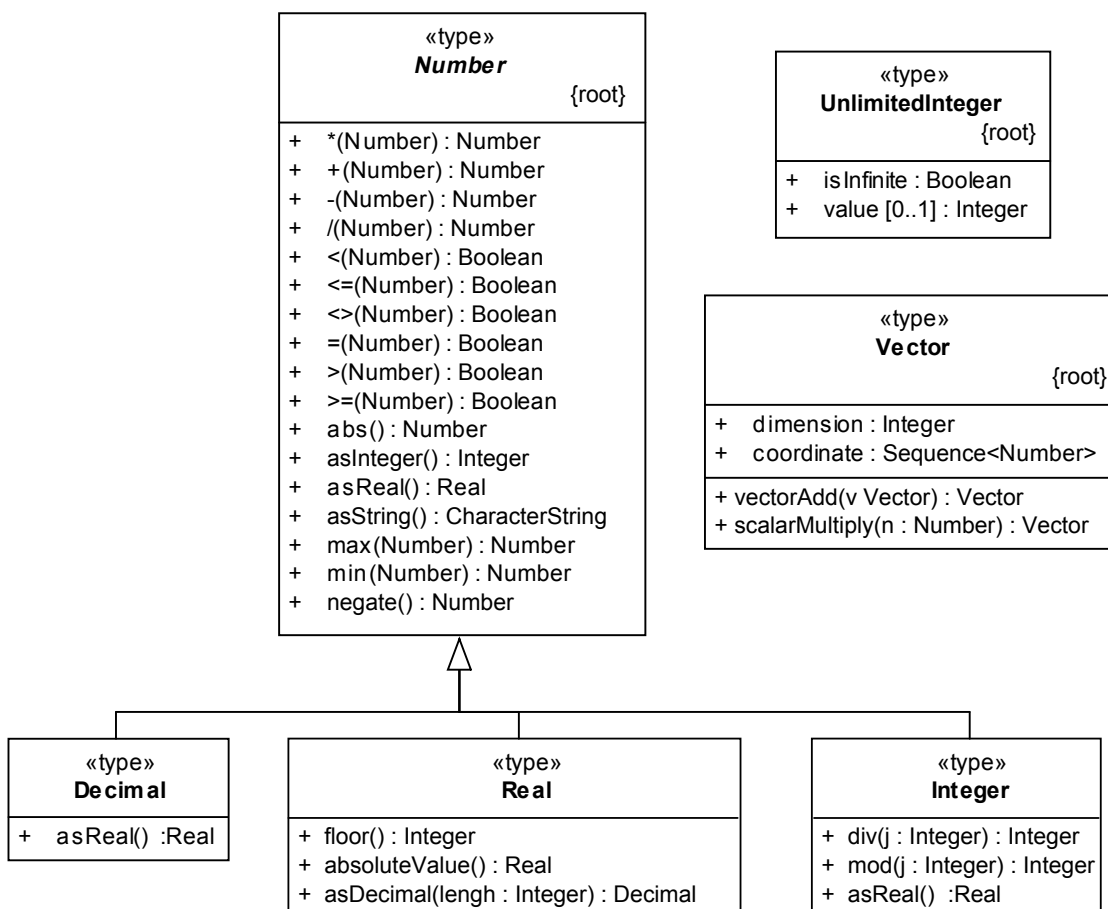 «type»
Number
{root}
+ *(Number) : Number
+ +(Number) : Number
+ -(Number) : Number
+ /(Number) : Number
+ <(Number) : Boolean
+ <=(Number) : Boolean
+ <>(Number) : Boolean
+ =(Number) : Boolean
+ >(Number) : Boolean
+ >=(Number) : Boolean
+ abs() : Number
+ asInteger() : Integer
+ asReal() : Real
+ asString() : CharacterString
+ max(Number) : Number
+ min(Number) : Number
+ negate() : Number
«type»
UnlimitedInteger
{root}
+ isInfinite : Boolean
+ value [0..1] : Integer
«type»
Vector
{root}
+ dimension : Integer
+ coordinate : Sequence<Number>
+ vectorAdd(v Vector) : Vector
+ scalarMultiply(n : Number) : Vector
«type»
Decimal
+ asReal() :Real
«type»
Real
+ floor() : Integer
+ absoluteValue() : Real
+ asDecimal(lengh : Integer) : Decimal
«type»
Integer
+ div(j : Integer) : Integer
+ mod(j : Integer) : Integer
+ asReal() :Real